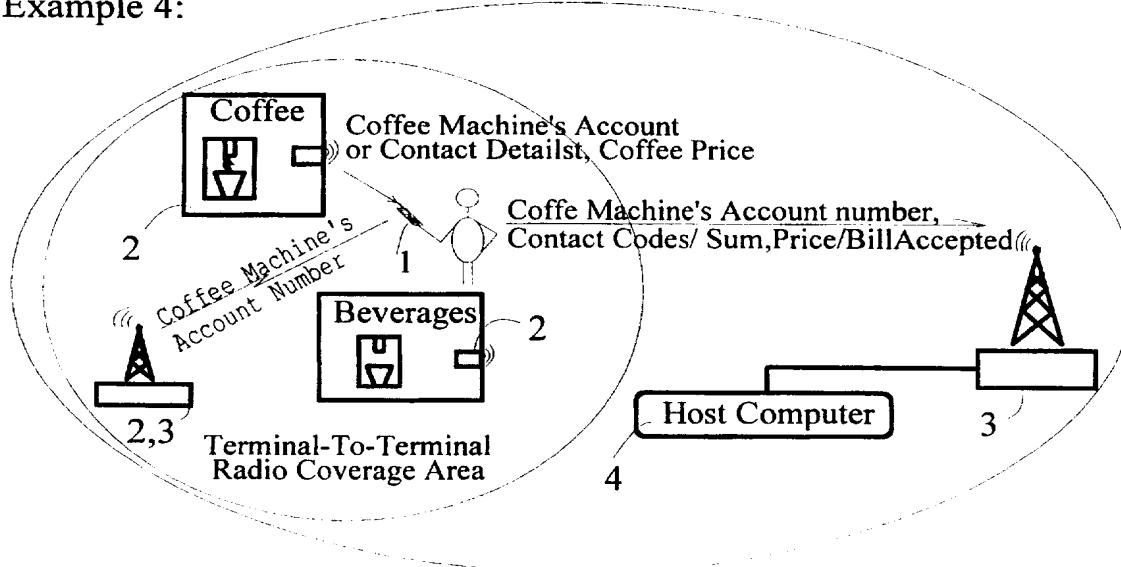 Example 4:
Coffee
Coffee Machine's Account
or Contact Detailst, Coffee Price
2
1
Coffe Machine's Account number,
Contact Codes/ Sum,Price/BillAccepted
Coffee Machine's
Account Number
Beverages
2
2,3
Terminal-To-Terminal
Radio Coverage Area
Host Computer
3
4